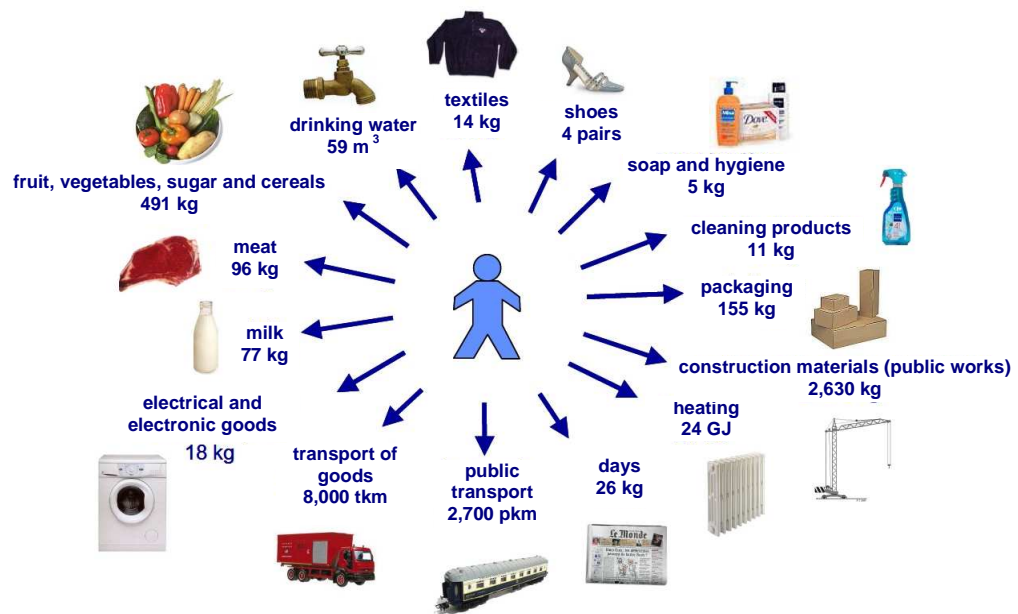 textiles
14 kg
drinking water
59 m³
shoes
4 pairs
Dove
soap and hygiene
5 kg
fruit, vegetables, sugar and cereals
491 kg
cleaning products
11 kg
meat
96 kg
packaging
155 kg
milk
77 kg
construction materials (public works)
2,630 kg
electrical and
electronic goods
18 kg
heating
24 GJ
transport of
goods
8,000 tkm
public
transport
2,700 pkm
days
26 kg
Le Monde